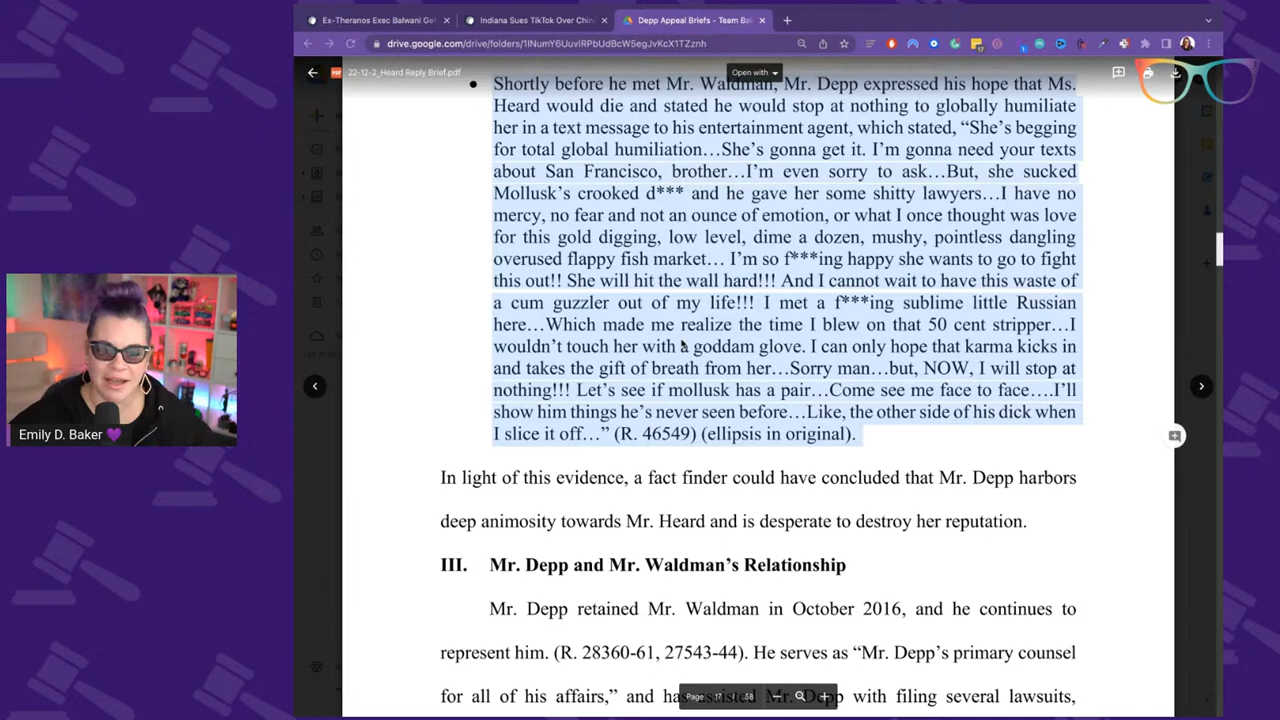 Ex-Theranos Exec Balwani Get
Indiana Sues TikTok Over Chin
Depp Appeal Briefs - Team Ba
drive.google.com/drive/folders/1INumY6UuvIRPbUdBcW5egJvKcX1TZznh
22-12-2_Heard Reply Brief.pdf
Open with
Shortly before he met Mr. Waldman, Mr. Depp expressed his hope that Ms.
Heard would die and stated he would stop at nothing to globally humiliate
her in a text message to his entertainment agent, which stated, “She’s begging
for total global humiliation…She’s gonna get it. I’m gonna need your texts
about San Francisco, brother…I’m even sorry to ask…But, she sucked
Mollusk’s crooked d*** and he gave her some shitty lawyers…I have no
mercy, no fear and not an ounce of emotion, or what I once thought was love
for this gold digging, low level, dime a dozen, mushy, pointless dangling
overused flappy fish market… I’m so f***ing happy she wants to go to fight
this out!! She will hit the wall hard!!! And I cannot wait to have this waste of
a cum guzzler out of my life!!! I met a f***ing sublime little Russian
here…Which made me realize the time I blew on that 50 cent stripper…I
wouldn’t touch her with a goddam glove. I can only hope that karma kicks in
and takes the gift of breath from her…Sorry man…but, NOW, I will stop at
nothing!!! Let’s see if mollusk has a pair…Come see me face to face….I’ll
show him things he’s never seen before…Like, the other side of his dick when
I slice it off…” (R. 46549) (ellipsis in original).
In light of this evidence, a fact finder could have concluded that Mr. Depp harbors
deep animosity towards Mr. Heard and is desperate to destroy her reputation.
III. Mr. Depp and Mr. Waldman’s Relationship
Mr. Depp retained Mr. Waldman in October 2016, and he continues to
represent him. (R. 28360-61, 27543-44). He serves as “Mr. Depp’s primary counsel
for all of his affairs,” and has assisted Mr. Depp with filing several lawsuits,
Page 17 / 58
Emily D. Baker 💜